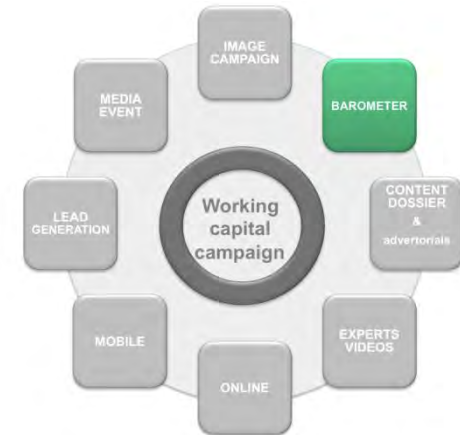 IMAGE
CAMPAIGN
BAROMETER
CONTENT
DOSSIER
&
advertorials
EXPERTS
VIDEOS
ONLINE
MOBILE
LEAD
GENERATION
MEDIA
EVENT
Working
capital
campaign